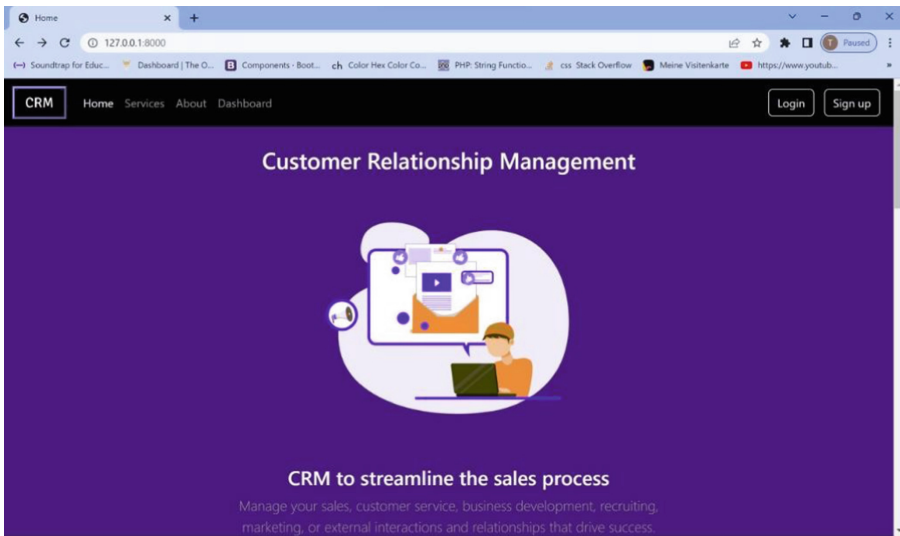 Home
127.0.0.1:8000
Paused
Soundtrap for Educ... Dashboard | The O... Components · Boot... ch Color Hex Color Co... PHP: String Functio... css Stack Overflow Meine Visitenkarte https://www.youtub... »
CRM Home Services About Dashboard Login Sign up
Customer Relationship Management
CRM to streamline the sales process
Manage your sales, customer service, business development, recruiting,
marketing, or external interactions and relationships that drive success.